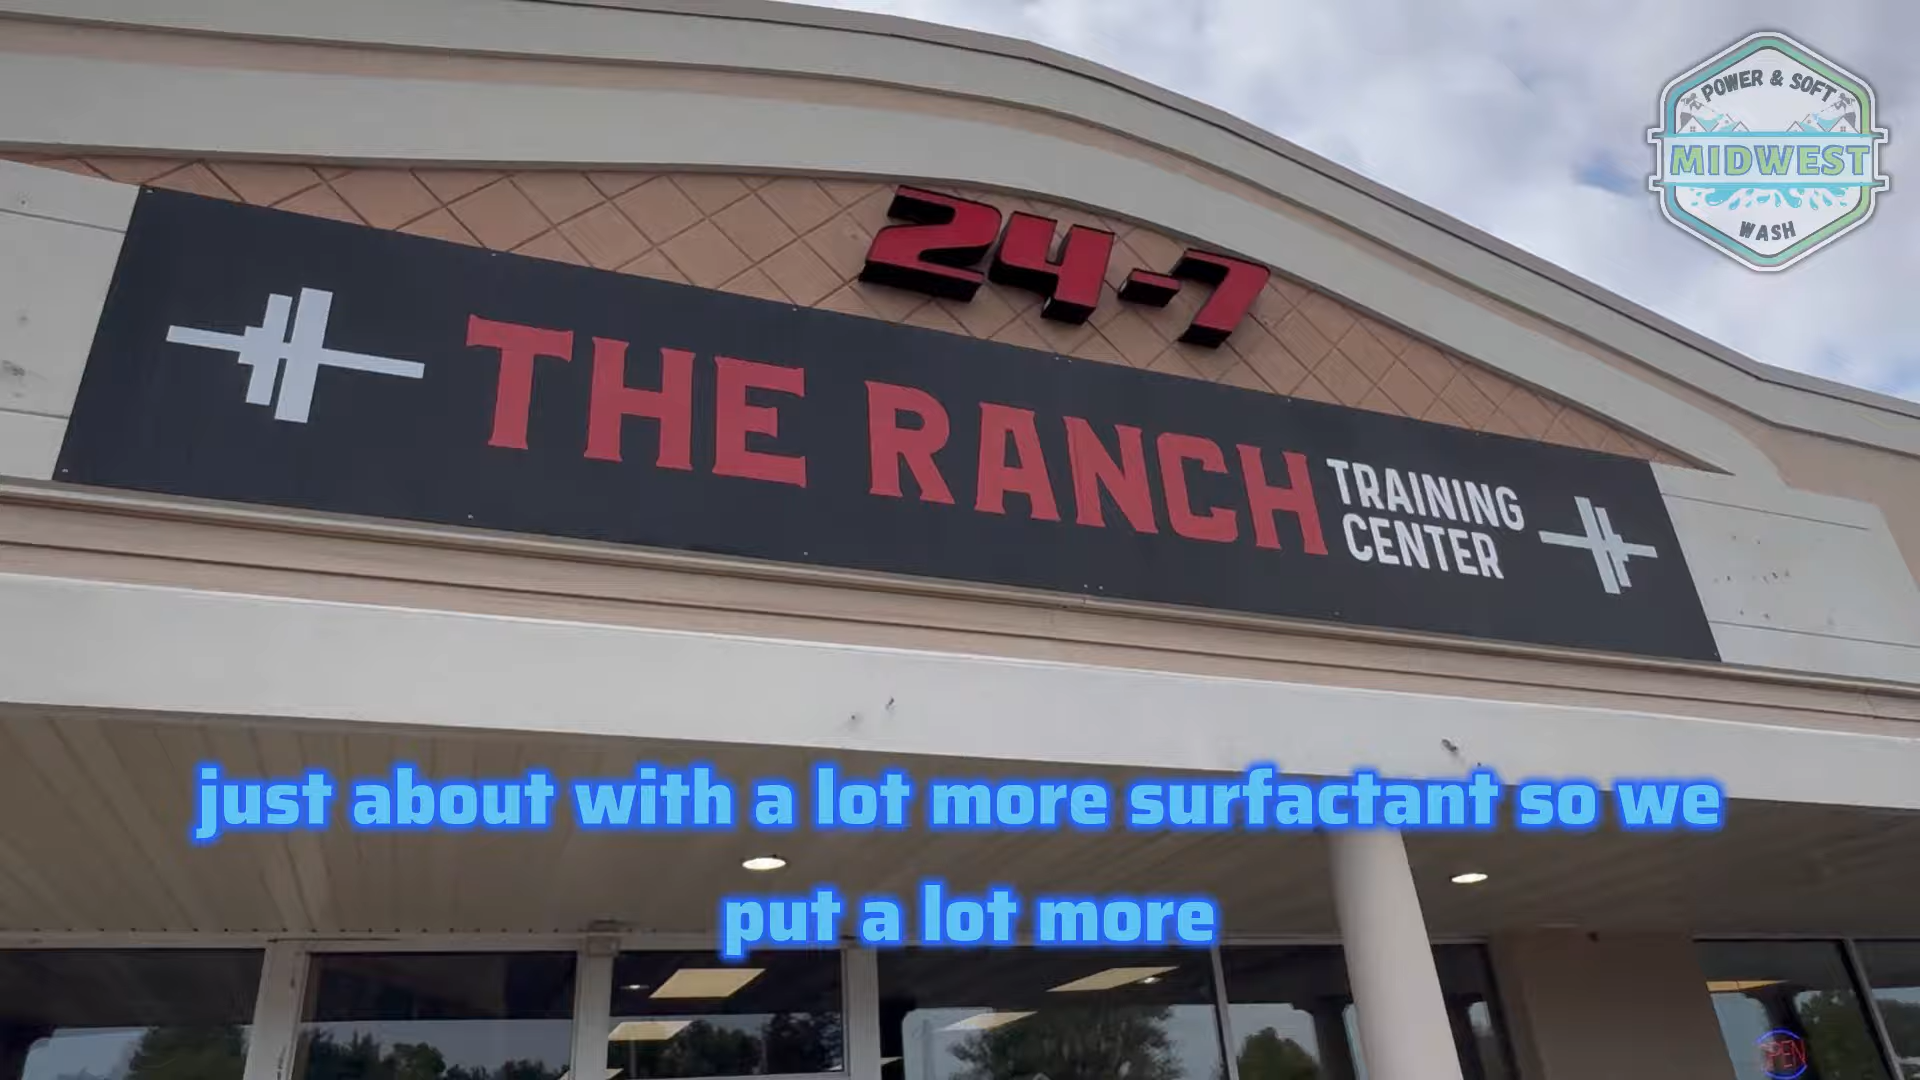 POWER & SOFT
MIDWEST
WASH
24-7
THE RANCH
TRAINING
CENTER
just about with a lot more surfactant so we
put a lot more
OPEN